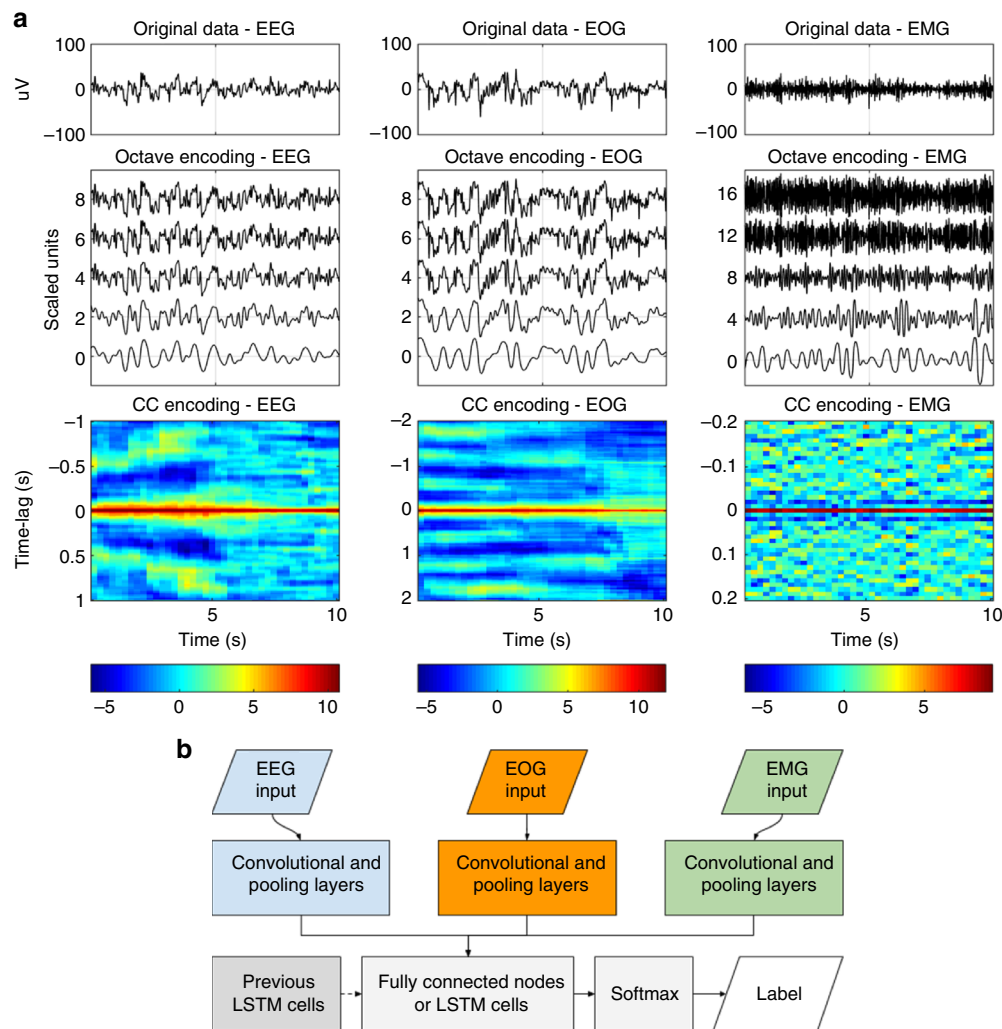 a
Original data - EEG
Original data - EOG
Original data - EMG
uV
100
0
−100
100
0
−100
100
0
−100
Octave encoding - EEG
Octave encoding - EOG
Octave encoding - EMG
Scaled units
8
6
4
2
0
8
6
4
2
0
16
12
8
4
0
CC encoding - EEG
CC encoding - EOG
CC encoding - EMG
Time-lag (s)
−1
−0.5
0
0.5
1
−2
−1
0
1
2
−0.2
−0.1
0
0.1
0.2
5 10
5 10
5 10
Time (s)
Time (s)
Time (s)
−5 0 5 10
−5 0 5 10
−5 0 5
b
EEG
input
EOG
input
EMG
input
Convolutional and
pooling layers
Convolutional and
pooling layers
Convolutional and
pooling layers
Previous
LSTM cells
Fully connected nodes
or LSTM cells
Softmax
Label